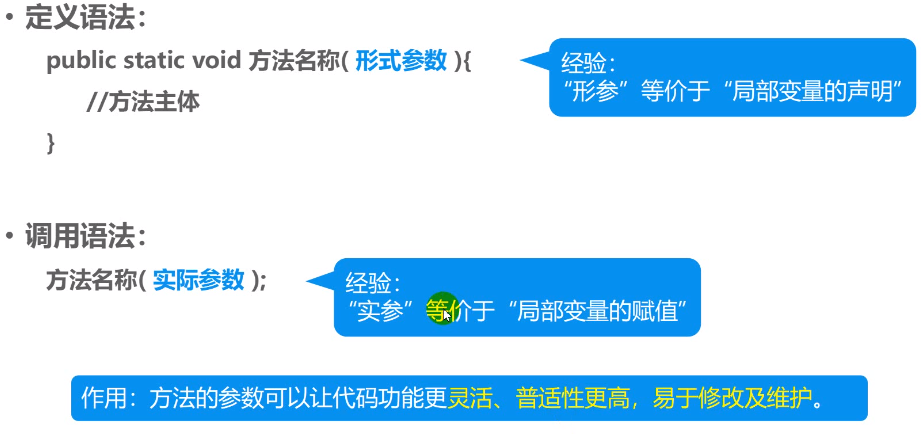 • 定义语法：
public static void 方法名称( 形式参数 ){
//方法主体
}
经验：
“形参”等价于“局部变量的声明”
• 调用语法：
方法名称( 实际参数 );
经验：
“实参”等价于“局部变量的赋值”
作用：方法的参数可以让代码功能更灵活、普适性更高，易于修改及维护。